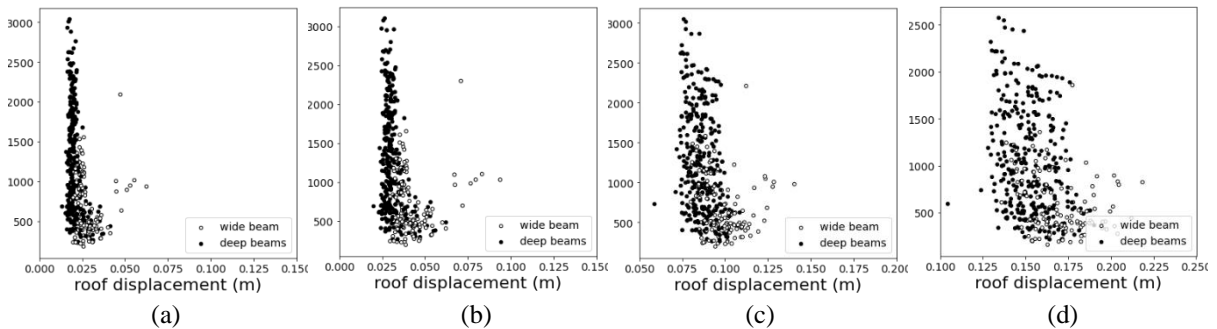 3000
2500
2000
1500
1000
500
wide beam
deep beams
0.000 0.025 0.050 0.075 0.100 0.125 0.150
roof displacement (m)
(a)
3000
2500
2000
1500
1000
500
wide beam
deep beams
0.000 0.025 0.050 0.075 0.100 0.125 0.150
roof displacement (m)
(b)
3000
2500
2000
1500
1000
500
wide beam
deep beams
0.050 0.075 0.100 0.125 0.150 0.175 0.200
roof displacement (m)
(c)
2500
2000
1500
1000
500
wide beam
deep beams
0.100 0.125 0.150 0.175 0.200 0.225 0.250
roof displacement (m)
(d)